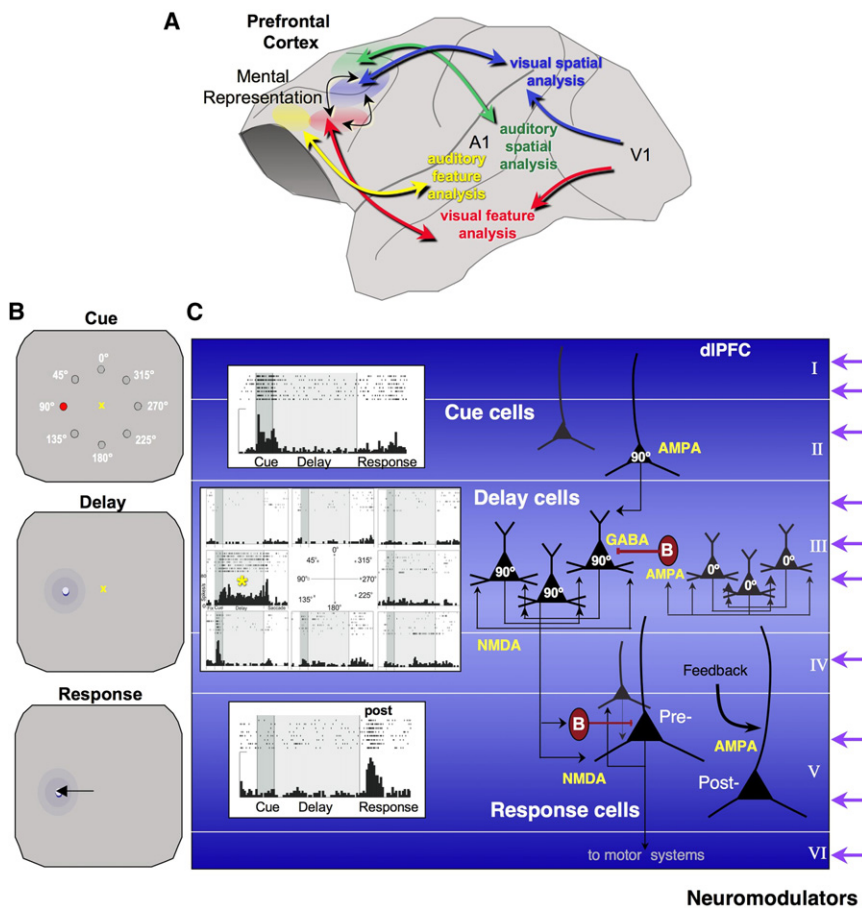 A
Prefrontal
Cortex
Mental
Representation
visual spatial
analysis
A1
auditory
spatial
analysis
V1
auditory
feature
analysis
visual feature
analysis
B
Cue
0°
45°
315°
90°
x
270°
135°
225°
180°
Delay
x
Response
C
dlPFC
I
Cue cells
Cue Delay Response
90°
AMPA
II
Delay cells
0°
45°
315°
90°
270°
135°
225°
180°
*
Cue Delay Saccade
GABA
B
III
90°
90°
90°
AMPA
0°
0°
0°
NMDA
IV
Feedback
post
Cue Delay Response
B
Pre-
AMPA
NMDA
V
Post-
Response cells
to motor systems
VI
Neuromodulators